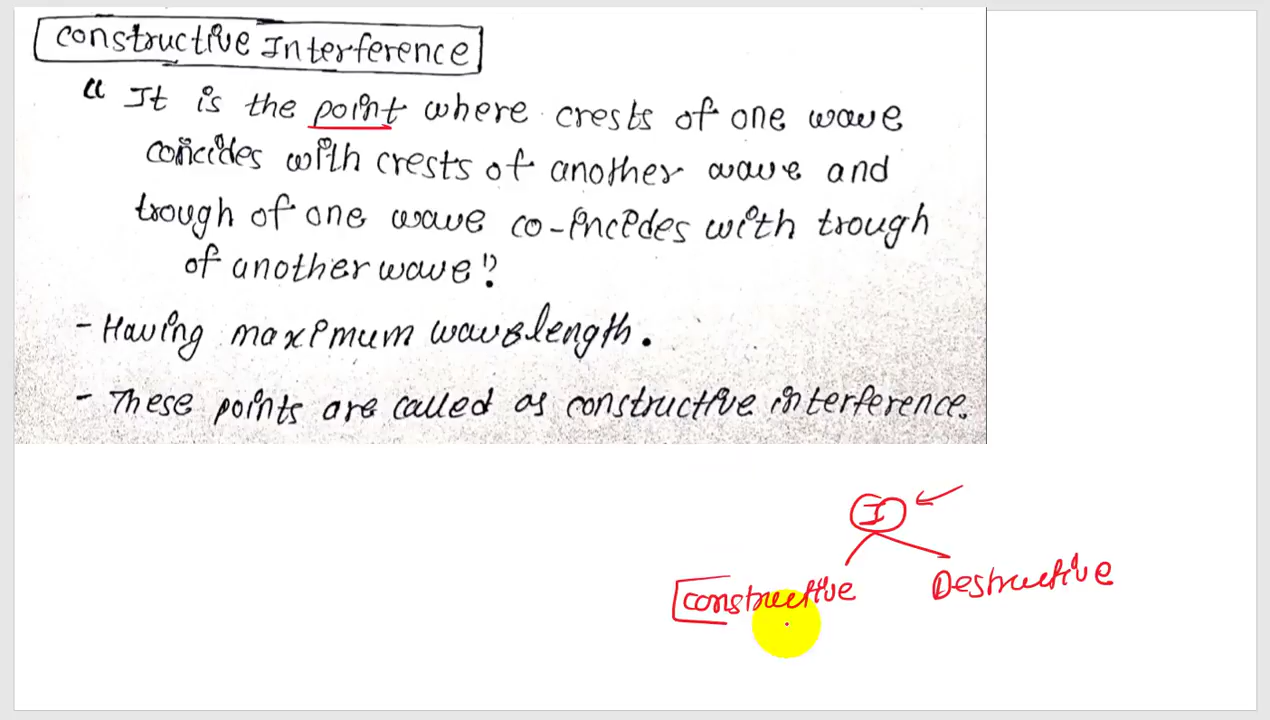 Constructive Interference
" It is the point where crests of one wave
coincides with crests of another wave and
trough of one wave co-incides with trough
of another wave".
- Having maximum wavelength.
- These points are called as constructive interference.
I
constructive
Destructive